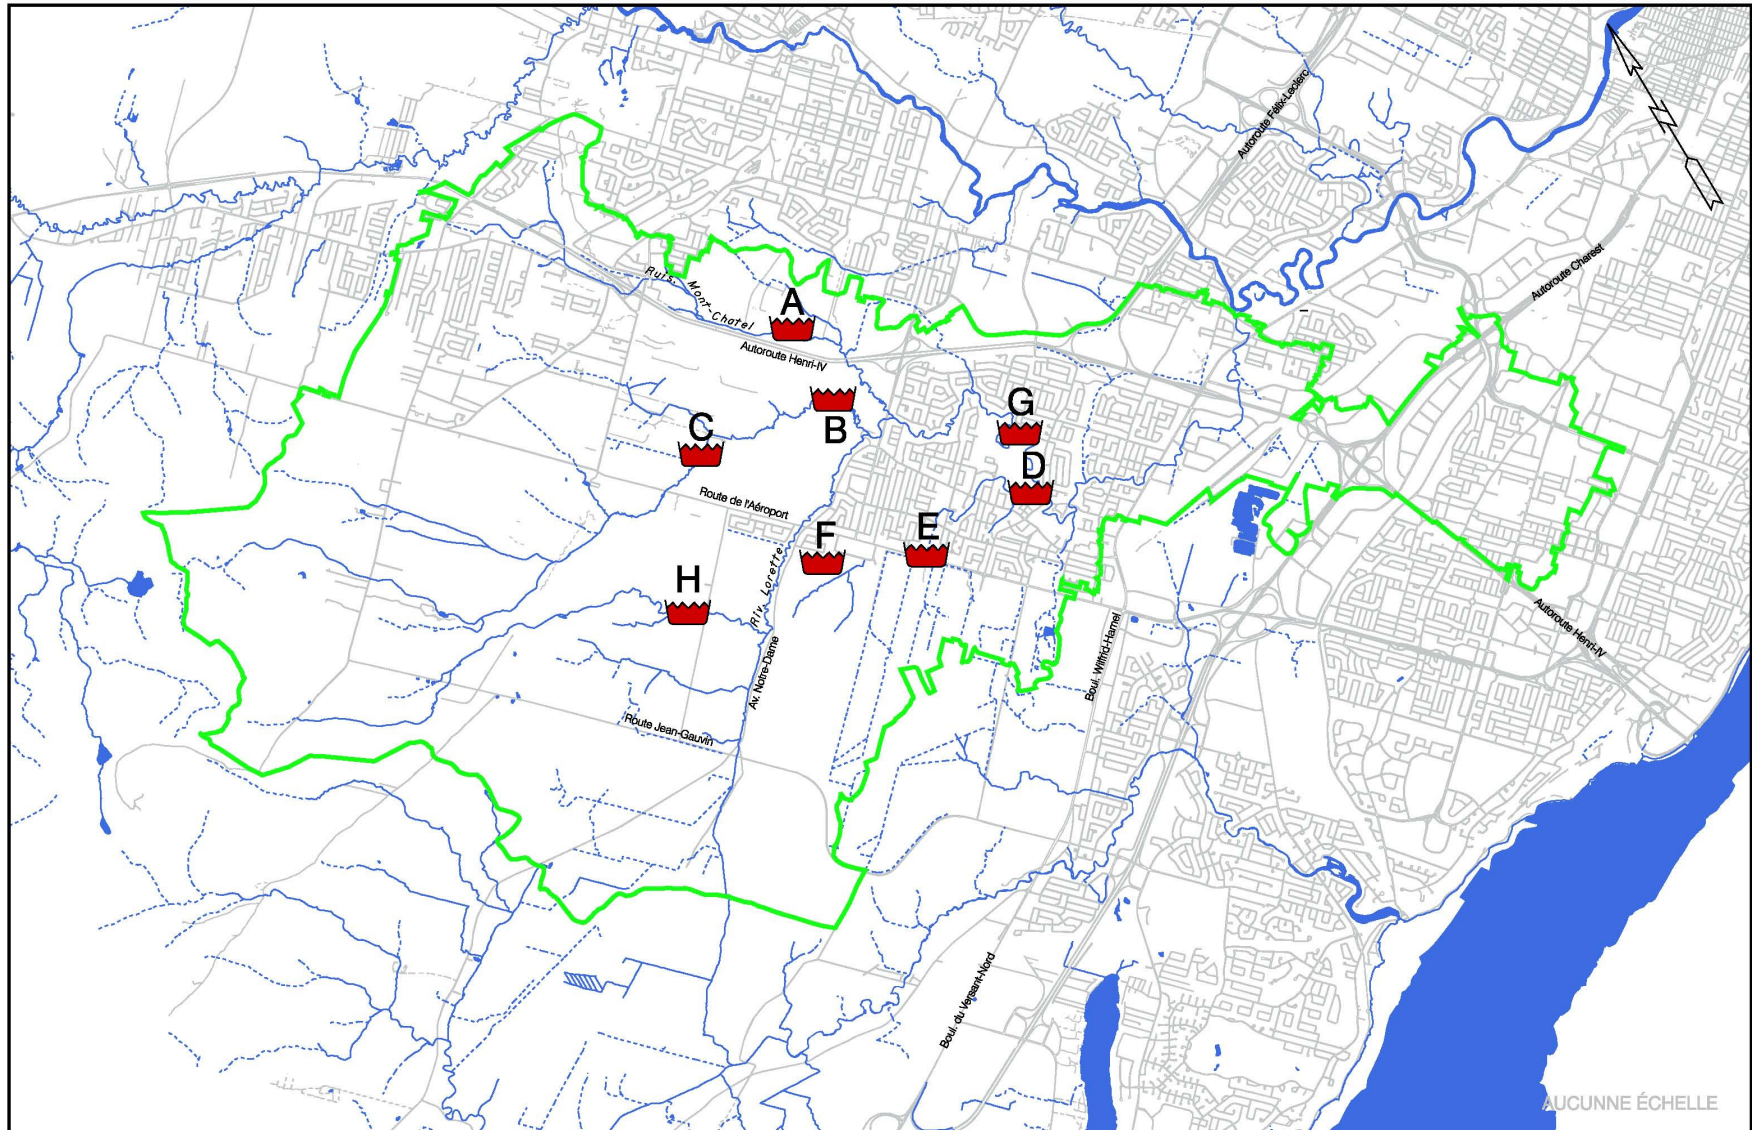 Autoroute Félix-Leclerc
N
Autoroute Charest
Ruis. Mont-Chatel
A
Autoroute Henri-IV
B
C
G
D
Route de l'Aéroport
F
E
H
Riv. Lorette
Av. Notre-Dame
Boul. Wilfrid-Hamel
Autoroute Henri-IV
Route Jean-Gauvin
Boul. du Versant-Nord
AUCUNNE ÉCHELLE